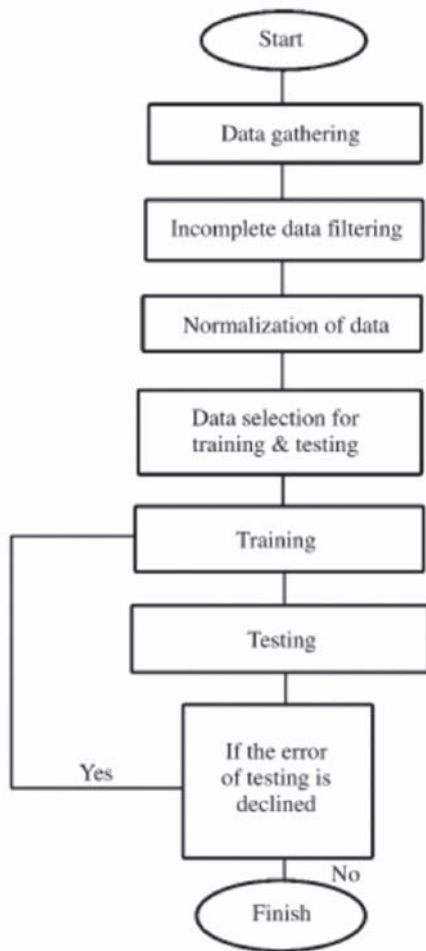 Start
Data gathering
Incomplete data filtering
Normalization of data
Data selection for
training & testing
Training
Testing
If the error
of testing is
declined
Yes
No
Finish